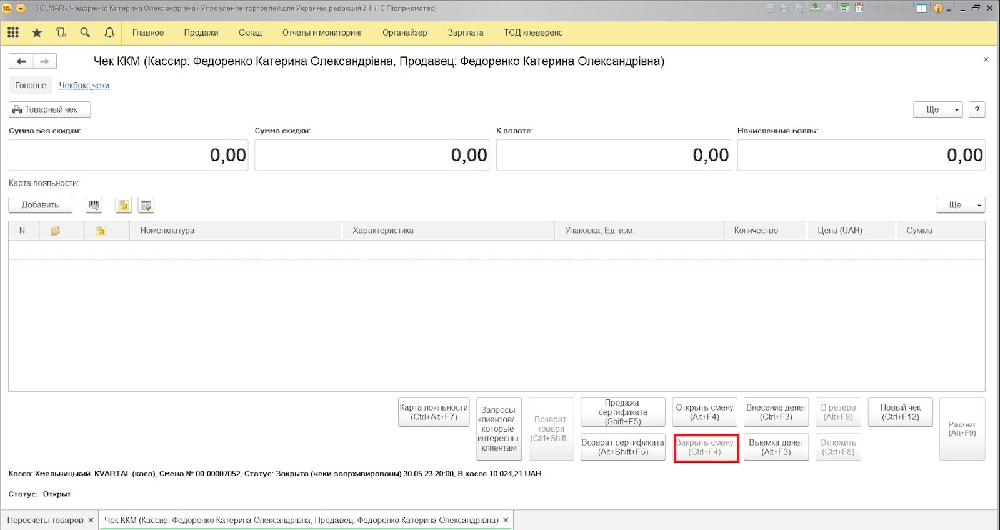 SOLMAR / Федоренко Катерина Олександрівна / Управление торговлей для Украины, редакция 3.1 (1С:Підприємство)
31 M M+ M-
Главное Продажи Склад Отчеты и мониторинг Органайзер Зарплата ТСД клеверенс
Чек ККМ (Кассир: Федоренко Катерина Олександрівна, Продавец: Федоренко Катерина Олександрівна)
Головне Чекбокс чеки
Товарный чек Ще ?
Сумма без скидки: Сумма скидки: К оплате: Начисленные баллы:
0,00 0,00 0,00 0,00
Карта лояльности:
Добавить Ще
N Номенклатура Характеристика Упаковка, Ед. изм. Количество Цена (UAH) Сумма
Карта лояльности
(Ctrl+Alt+F7)
Запросы
клиентов/...
которые
интересны
клиентам
Возврат
товара
(Ctrl+Shift...
Продажа
сертификата
(Shift+F5)
Возврат сертификата
(Alt+Shift+F5)
Открыть смену
(Alt+F4)
Закрыть смену
(Ctrl+F4)
Внесение денег
(Ctrl+F3)
Выемка денег
(Alt+F3)
В резерв
(Alt+F8)
Отложить
(Ctrl+F8)
Новый чек
(Ctrl+F12)
Расчет
(Alt+F9)
Касса: Хмельницький. KVARTAL (каса), Смена № 00-00007052, Статус: Закрыта (чеки заархивированы) 30.05.23 20:00, В кассе 10 024,21 UAH.
Статус: Открыт
Пересчеты товаров × Чек ККМ (Кассир: Федоренко Катерина Олександрівна, Продавец: Федоренко Катерина Олександрівна) ×